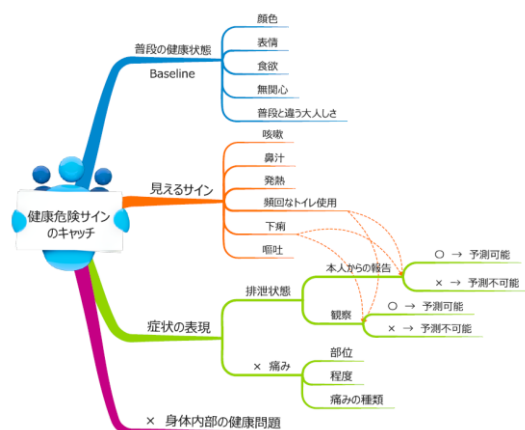 健康危険サイン
のキャッチ
普段の健康状態
Baseline
顔色
表情
食欲
無関心
普段と違う大人しさ
見えるサイン
咳嗽
鼻汁
発熱
頻回なトイレ使用
下痢
嘔吐
症状の表現
排泄状態
本人からの報告
〇 → 予測可能
× → 予測不可能
観察
〇 → 予測可能
× → 予測不可能
× 痛み
部位
程度
痛みの種類
× 身体内部の健康問題